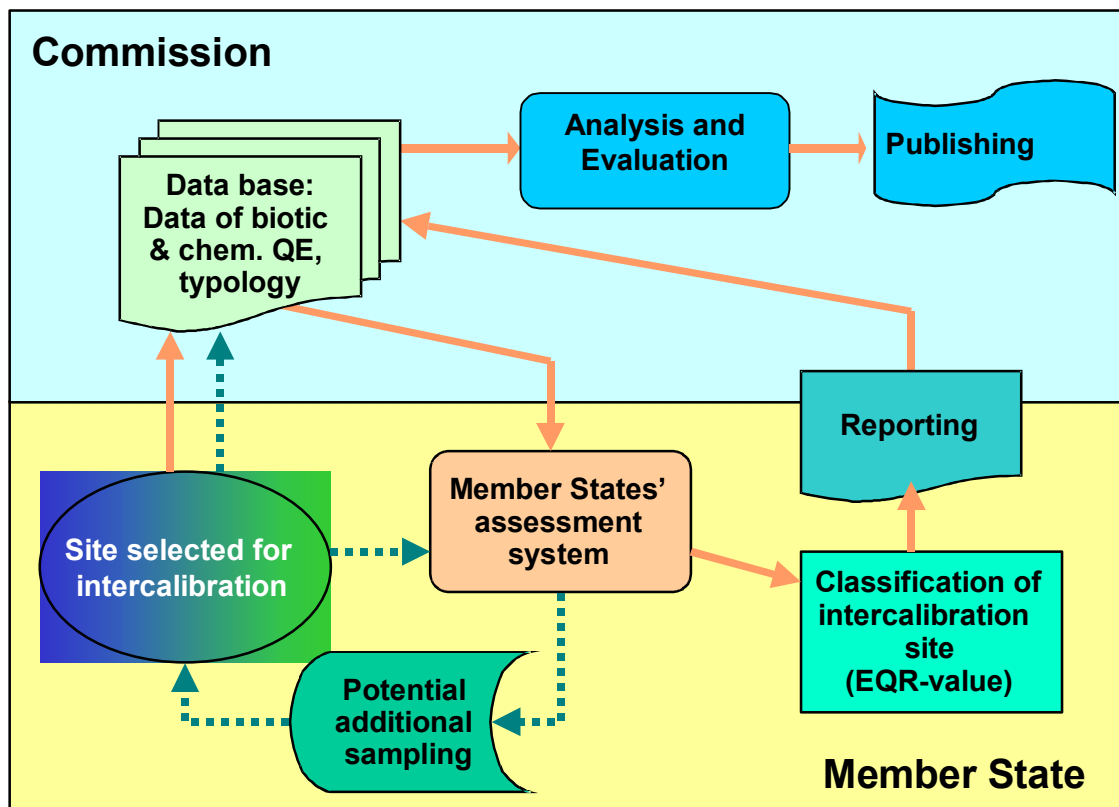 Commission
Analysis and
Evaluation
Publishing
Data base:
Data of biotic
& chem. QE,
typology
Reporting
Member States’
assessment
system
Site selected for
intercalibration
Classification of
intercalibration
site
(EQR-value)
Potential
additional
sampling
Member State